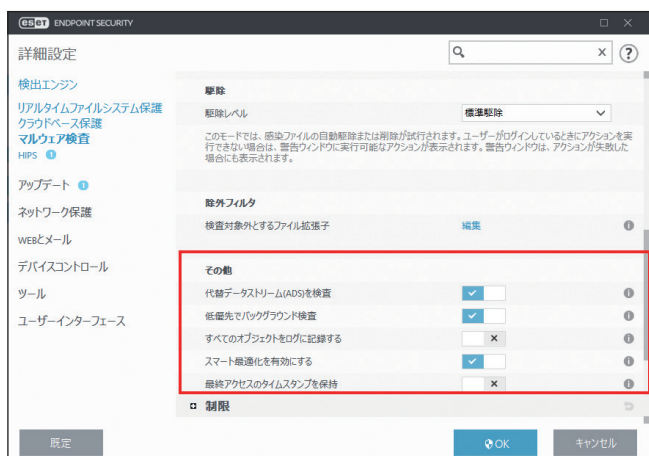 eset ENDPOINT SECURITY
詳細設定
検出エンジン
リアルタイムファイルシステム保護
クラウドベース保護
マルウェア検査
HIPS 1
アップデート 1
ネットワーク保護
WEBとメール
デバイスコントロール
ツール
ユーザーインターフェース
駆除
駆除レベル 標準駆除
このモードでは、感染ファイルの自動駆除または削除が試行されます。ユーザーがログインしているときにアクションを実
行できない場合は、警告ウィンドウに実行可能なアクションが表示されます。警告ウィンドウは、アクションが失敗した
場合にも表示されます。
除外フィルタ
検査対象外とするファイル拡張子 編集
その他
代替データストリーム(ADS)を検査
低優先でバックグラウンド検査
すべてのオブジェクトをログに記録する
スマート最適化を有効にする
最終アクセスのタイムスタンプを保持
制限
既定
OK
キャンセル